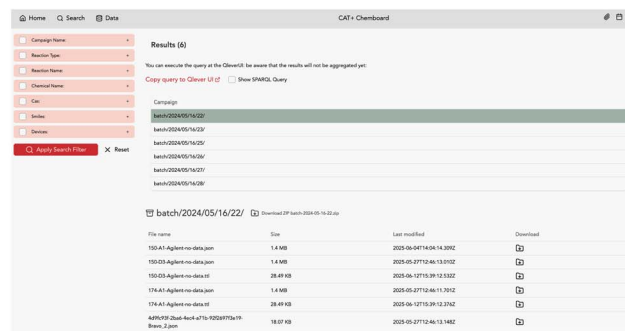 Home Search Data CAT+ Chemboard
Campaign Name: +
Reaction Type: +
Reaction Name: +
Chemical Name: +
Cas: +
Smiles: +
Devices: +
Apply Search Filter Reset
Results (6)
You can execute the query at the QleverUI: be aware that the results will not be aggregated yet:
Copy query to Qlever UI Show SPARQL Query
Campaign
batch/2024/05/16/22/
batch/2024/05/16/23/
batch/2024/05/16/25/
batch/2024/05/16/26/
batch/2024/05/16/27/
batch/2024/05/16/28/
batch/2024/05/16/22/ Download ZIP batch-2024-05-16-22.zip
File name Size Last modified Download
150-A1-Agilent-no-data.json 1.4 MB 2025-06-04T14:04:14.309Z
150-D3-Agilent-no-data.json 1.4 MB 2025-05-27T12:46:13.010Z
150-D3-Agilent-no-data.ttl 28.49 KB 2025-06-12T15:39:12.532Z
174-A1-Agilent-no-data.json 1.4 MB 2025-05-27T12:46:11.701Z
174-A1-Agilent-no-data.ttl 28.49 KB 2025-06-12T15:39:12.376Z
4d9fc93f-2ba6-4ec4-a71b-92f2697f3e19-
Bravo_2.json 18.07 KB 2025-05-27T12:46:13.148Z